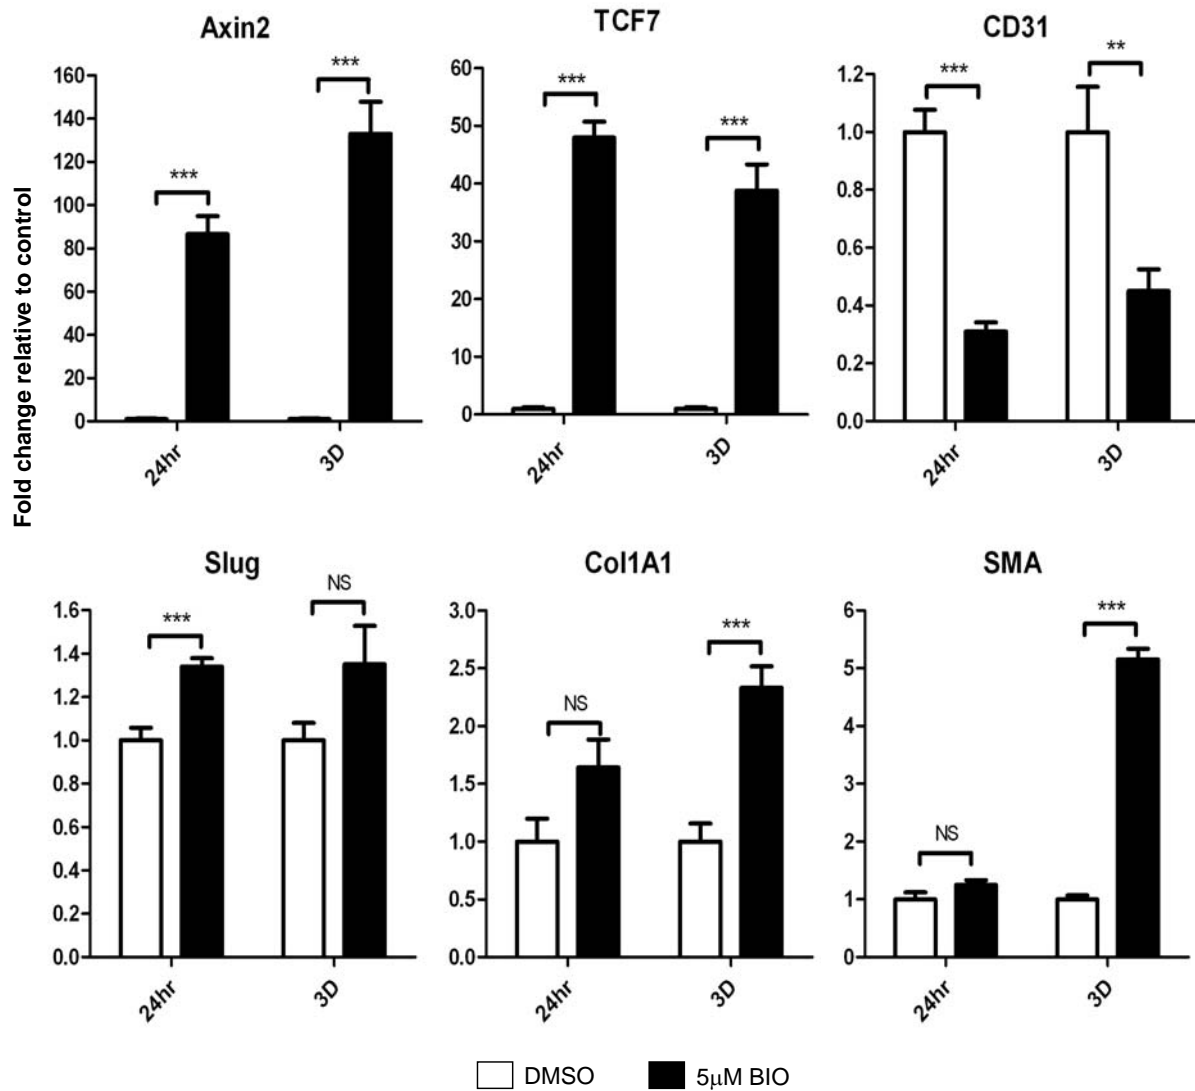 Fold change relative to control
Axin2
***
***
160
140
120
100
80
60
40
20
0
24hr
3D
TCF7
***
***
60
50
40
30
20
10
0
24hr
3D
CD31
***
**
1.2
1.0
0.8
0.6
0.4
0.2
0.0
24hr
3D
Slug
***
NS
1.6
1.4
1.2
1.0
0.8
0.6
0.4
0.2
0.0
24hr
3D
Col1A1
NS
***
3.0
2.5
2.0
1.5
1.0
0.5
0.0
24hr
3D
SMA
NS
***
6
5
4
3
2
1
0
24hr
3D
DMSO
5μM BIO